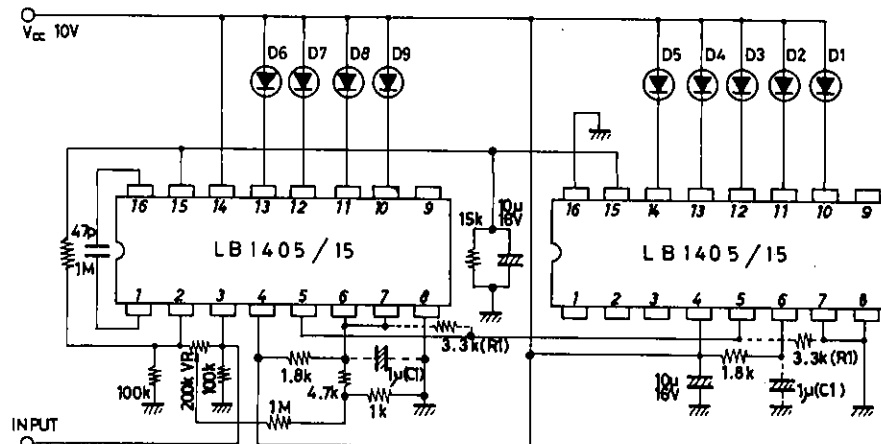 Vcc 10V
D6 D7 D8 D9 D5 D4 D3 D2 D1
16 15 14 13 12 11 10 9
16 15 14 13 12 11 10 9
47p
1M
LB1405/15
15k
10μ
16V
LB1405/15
1 2 3 4 5 6 7 8
1 2 3 4 5 6 7 8
3.3k(R1)
3.3k(R1)
1.8k
1μ(C1)
1.8k
100k
200k VR
100k
4.7k
1k
10μ
16V
1μ(C1)
1M
INPUT